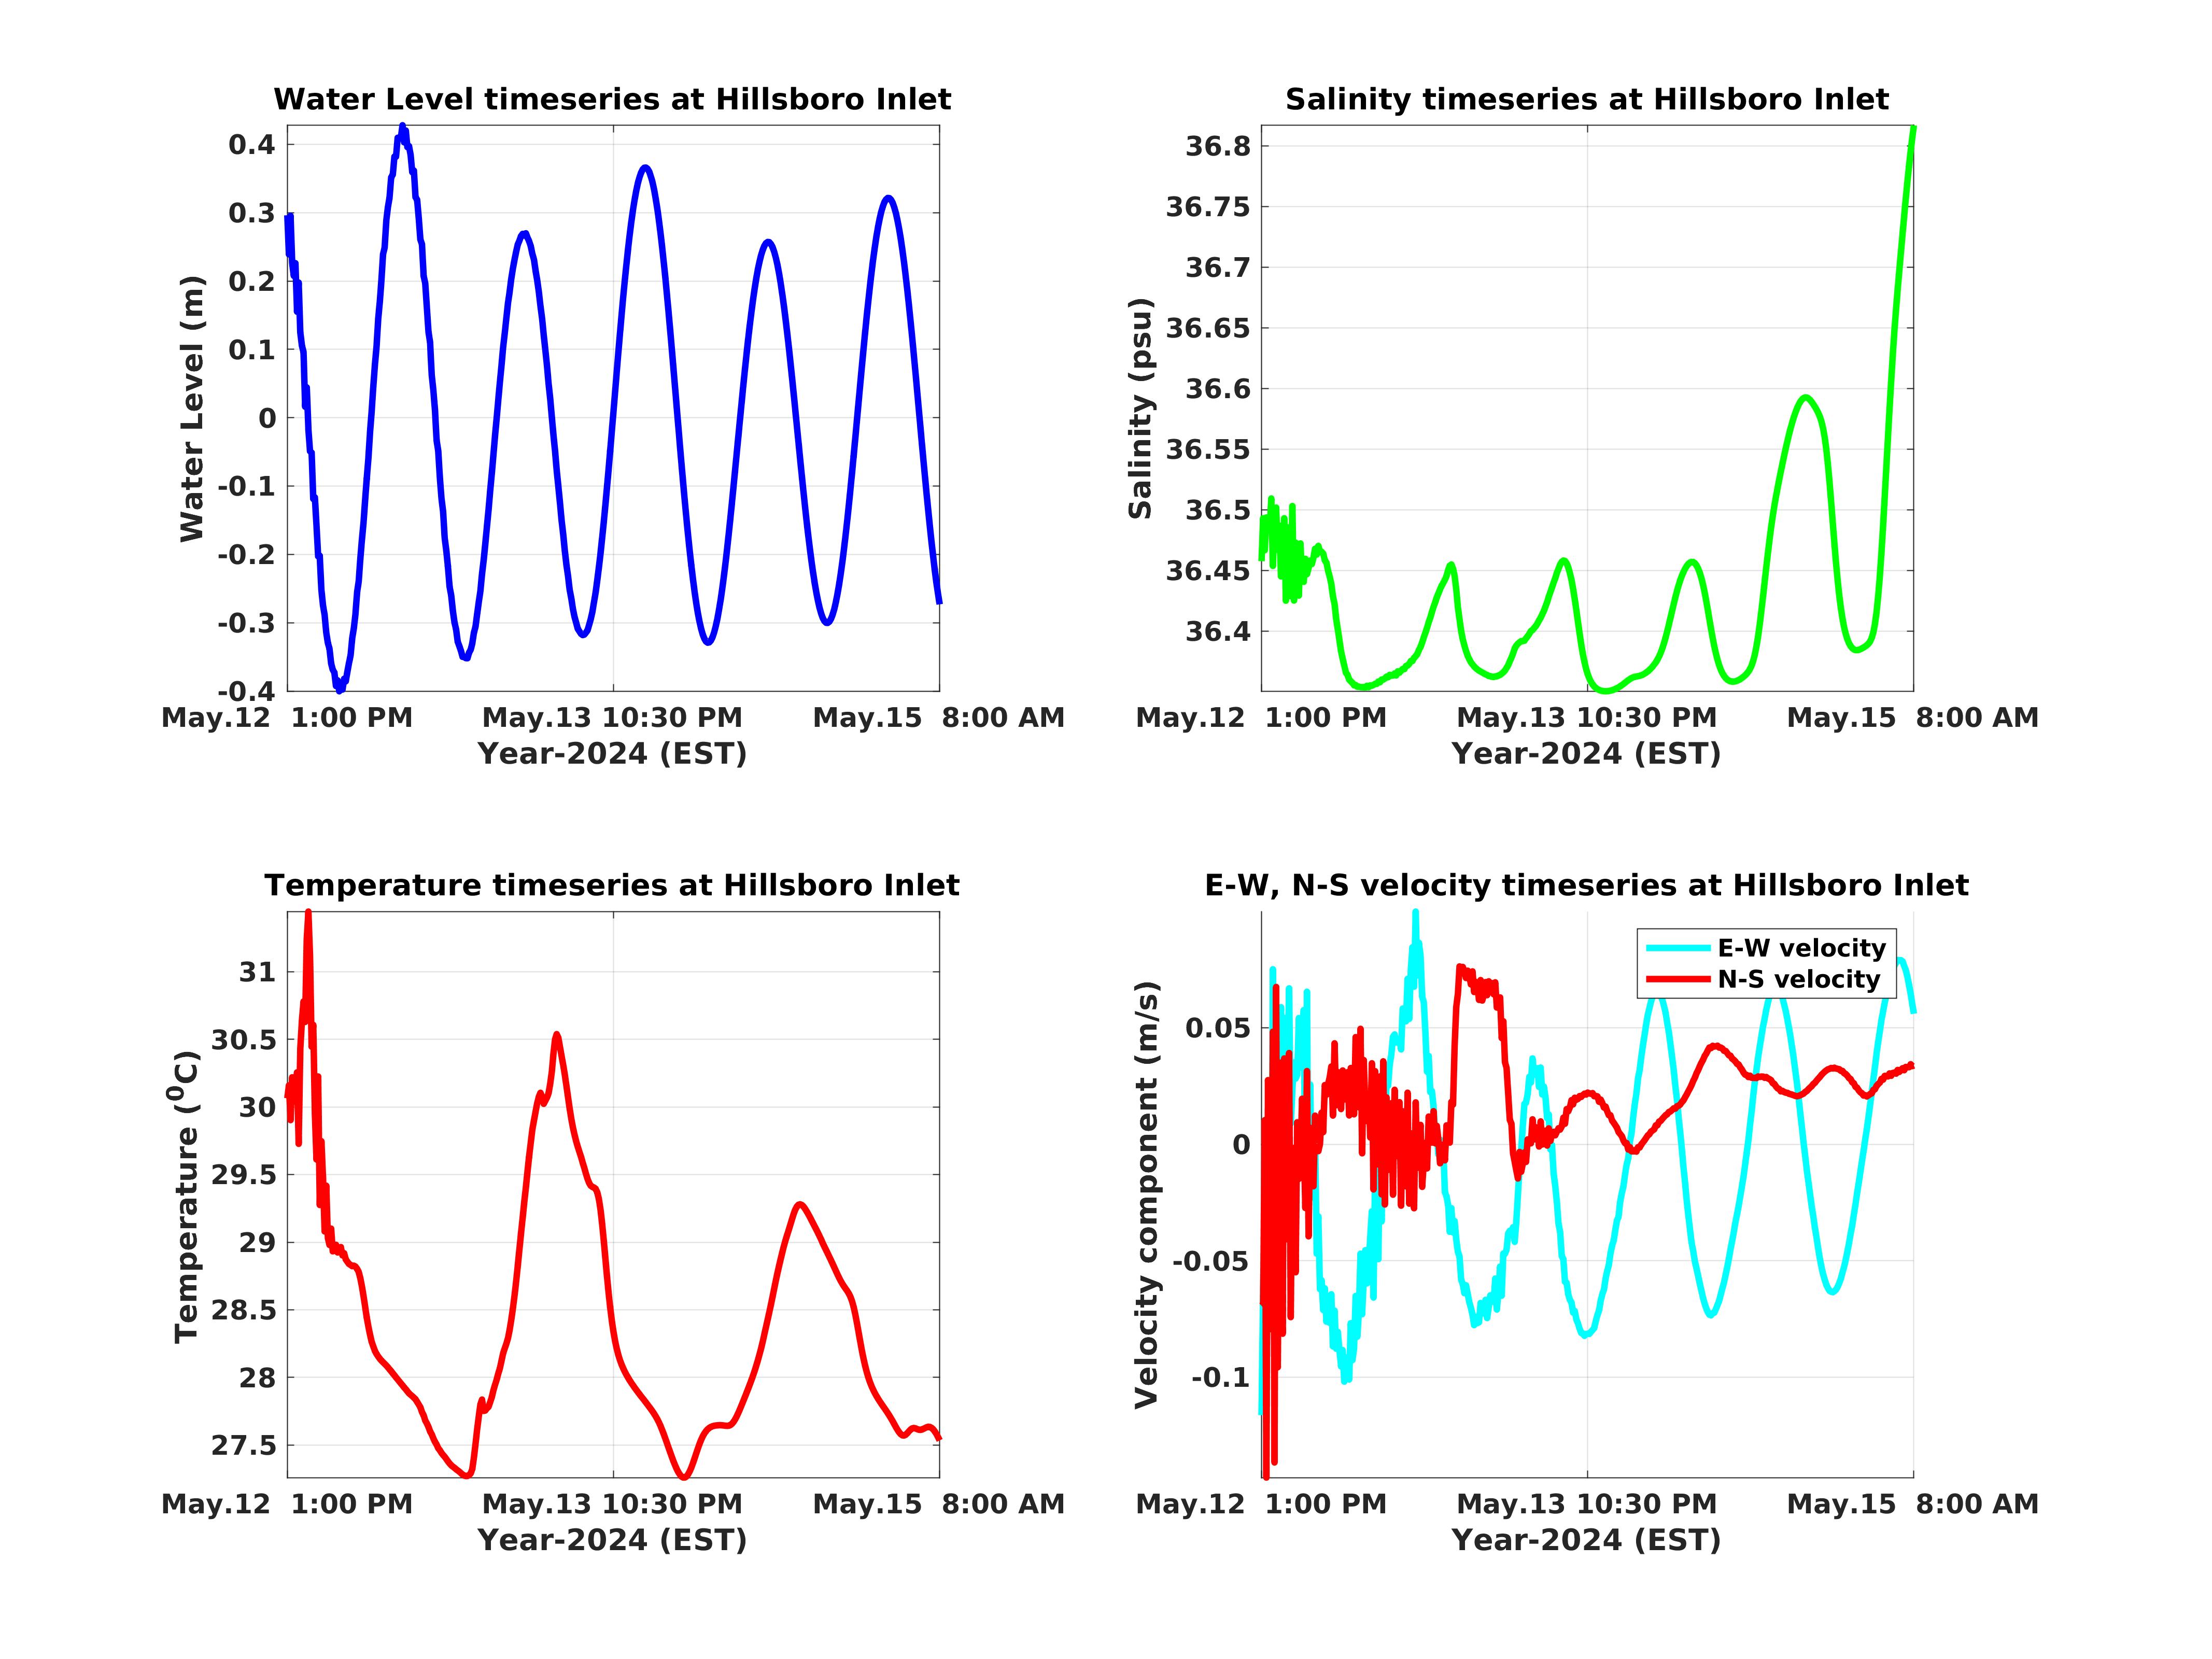 Water Level timeseries at Hillsboro Inlet
0.4
0.3
0.2
0.1
0
-0.1
-0.2
-0.3
-0.4
Water Level (m)
May.12 1:00 PM May.13 10:30 PM May.15 8:00 AM
Year-2024 (EST)
Salinity timeseries at Hillsboro Inlet
36.8
36.75
36.7
36.65
36.6
36.55
36.5
36.45
36.4
Salinity (psu)
May.12 1:00 PM May.13 10:30 PM May.15 8:00 AM
Year-2024 (EST)
Temperature timeseries at Hillsboro Inlet
31
30.5
30
29.5
29
28.5
28
27.5
Temperature (⁰C)
May.12 1:00 PM May.13 10:30 PM May.15 8:00 AM
Year-2024 (EST)
E-W, N-S velocity timeseries at Hillsboro Inlet
E-W velocity
N-S velocity
0.05
0
-0.05
-0.1
Velocity component (m/s)
May.12 1:00 PM May.13 10:30 PM May.15 8:00 AM
Year-2024 (EST)